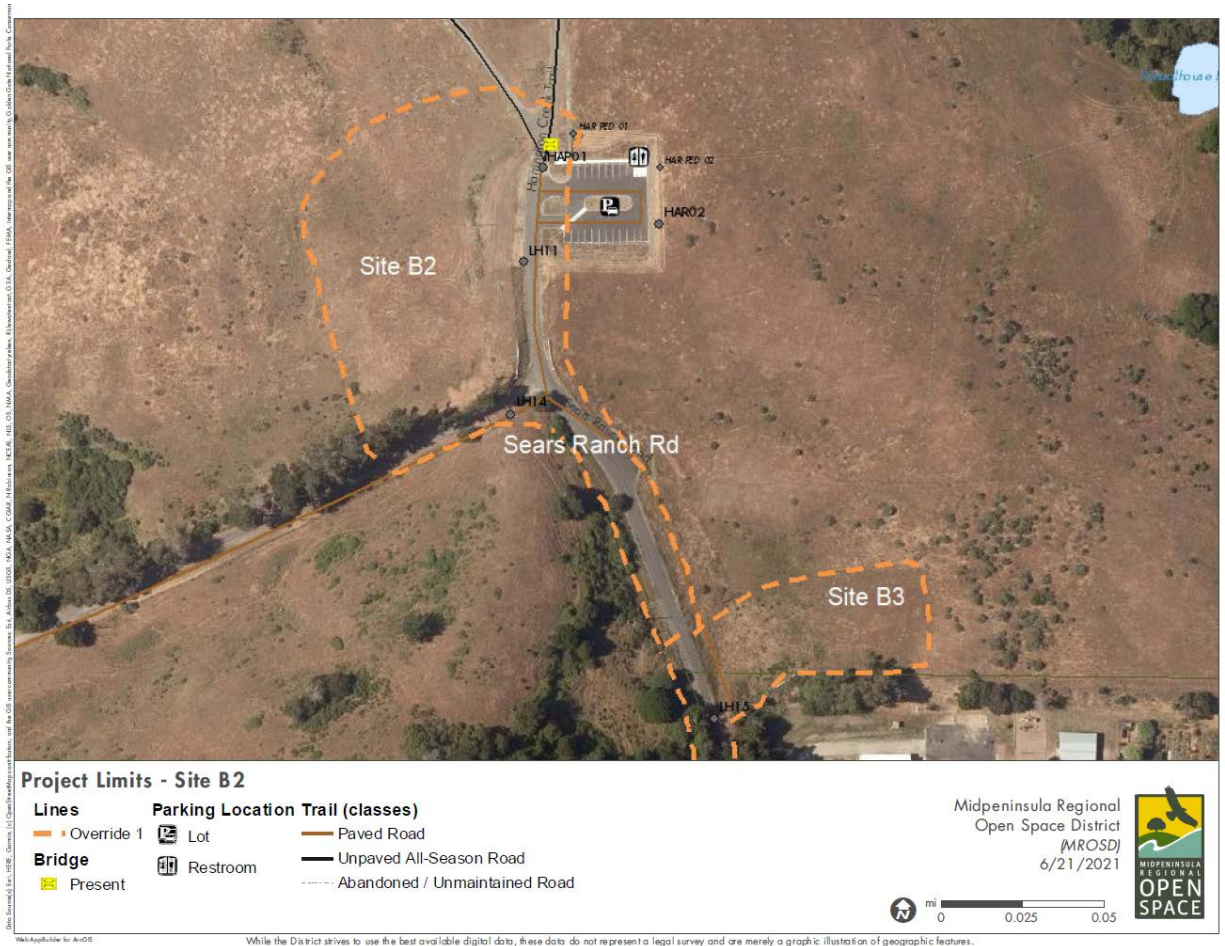 HAR PED 01
HAP01
HAR PED 02
HAR02
LH11
Site B2
LH14
Sears Ranch Rd
Site B3
LH15
Project Limits - Site B2
Lines
Override 1
Bridge
Present
Parking Location
Lot
Restroom
Trail (classes)
Paved Road
Unpaved All-Season Road
Abandoned / Unmaintained Road
Midpeninsula Regional
Open Space District
(MROSD)
6/21/2021
mi
0
0.025
0.05
MIDPENINSULA
REGIONAL
OPEN
SPACE
WebAppBuilder for ArcGIS
While the District strives to use the best available digital data, these data do not represent a legal survey and are merely a graphic illustration of geographic features.